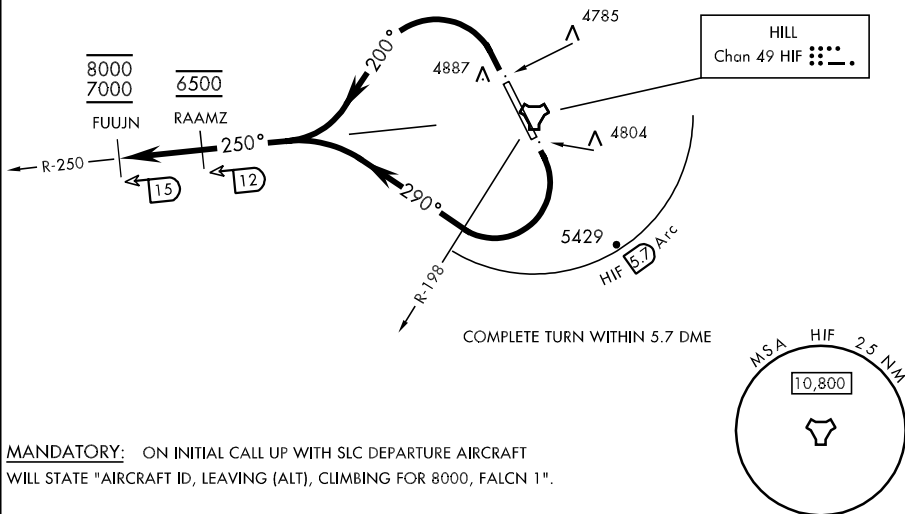 4785
HILL
Chan 49 HIF
4887
200°
8000
7000
6500
FUUJN
RAAMZ
4804
250°
R-250
15
12
290°
5429
HIF 5.7 Arc
R-198
COMPLETE TURN WITHIN 5.7 DME
MSA HIF 25 NM
10,800
MANDATORY: ON INITIAL CALL UP WITH SLC DEPARTURE AIRCRAFT
WILL STATE "AIRCRAFT ID, LEAVING (ALT), CLIMBING FOR 8000, FALCN 1".